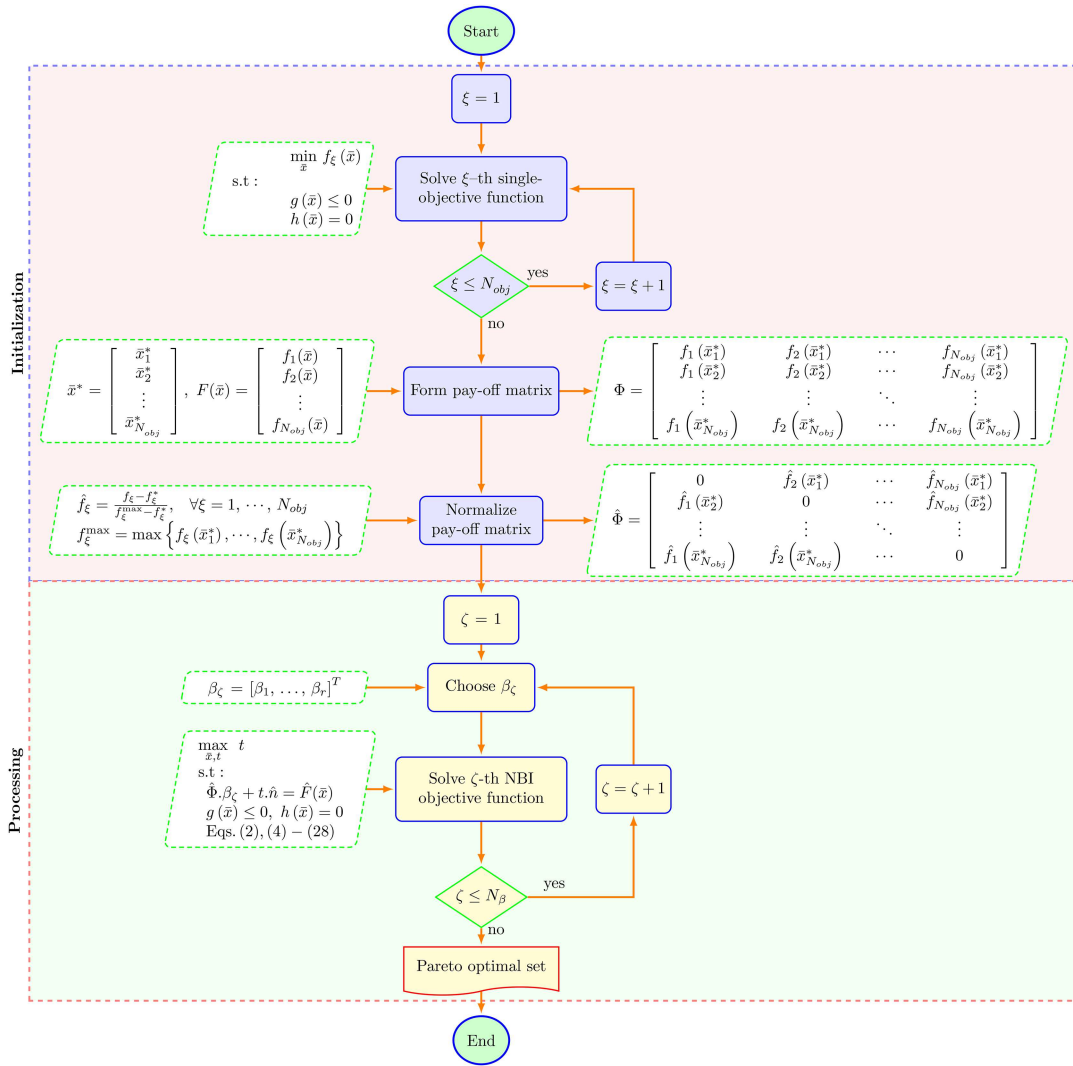 Start
Initialization
ξ = 1
min f_ξ (x̄)
x̄
s.t :
g (x̄) ≤ 0
h (x̄) = 0
Solve ξ–th single-
objective function
ξ ≤ N_obj
yes
ξ = ξ + 1
no
x̄* = [ x̄*_1 x̄*_2 ⋮ x̄*_{N_obj} ] , F(x̄) = [ f_1(x̄) f_2(x̄) ⋮ f_{N_obj}(x̄) ]
Form pay-off matrix
Φ = [
f_1 (x̄*_1) f_2 (x̄*_1) ⋯ f_{N_obj} (x̄*_1)
f_1 (x̄*_2) f_2 (x̄*_2) ⋯ f_{N_obj} (x̄*_2)
⋮ ⋮ ⋱ ⋮
f_1 (x̄*_{N_obj}) f_2 (x̄*_{N_obj}) ⋯ f_{N_obj} (x̄*_{N_obj})
]
f̂_ξ = (f_ξ − f*_ξ)/(f^max_ξ − f*_ξ), ∀ξ = 1, ⋯, N_obj
f^max_ξ = max { f_ξ (x̄*_1) , ⋯, f_ξ (x̄*_{N_obj}) }
Normalize
pay-off matrix
Φ̂ = [
0 f̂_2 (x̄*_1) ⋯ f̂_{N_obj} (x̄*_1)
f̂_1 (x̄*_2) 0 ⋯ f̂_{N_obj} (x̄*_2)
⋮ ⋮ ⋱ ⋮
f̂_1 (x̄*_{N_obj}) f̂_2 (x̄*_{N_obj}) ⋯ 0
]
Processing
ζ = 1
β_ζ = [β_1, …, β_r]^T
Choose β_ζ
max t
x̄,t
s.t :
Φ̂.β_ζ + t.n̂ = F̂(x̄)
g (x̄) ≤ 0, h (x̄) = 0
Eqs. (2), (4) − (28)
Solve ζ-th NBI
objective function
ζ = ζ + 1
ζ ≤ N_β
yes
no
Pareto optimal set
End